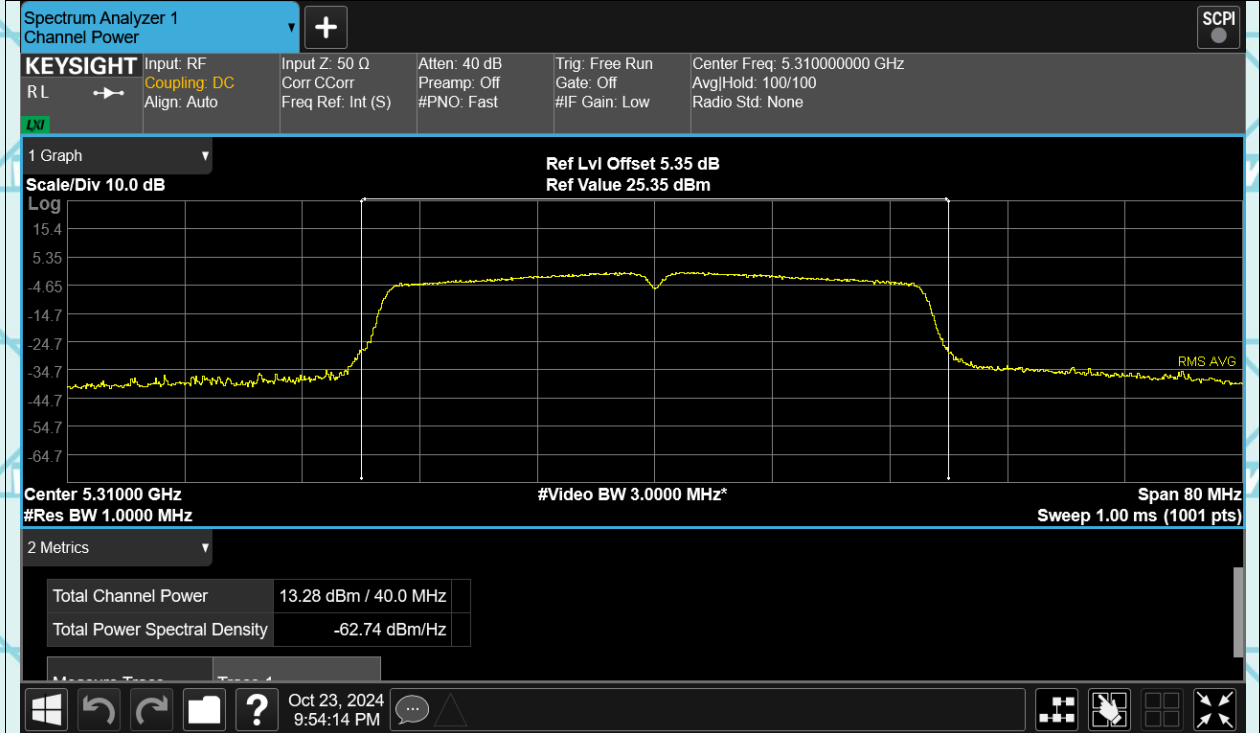 Spectrum Analyzer 1
Channel Power
SCPI
KEYSIGHT
R L
LXI
Input: RF
Coupling: DC
Align: Auto
Input Z: 50 Ω
Corr CCorr
Freq Ref: Int (S)
Atten: 40 dB
Preamp: Off
#PNO: Fast
Trig: Free Run
Gate: Off
#IF Gain: Low
Center Freq: 5.310000000 GHz
Avg|Hold: 100/100
Radio Std: None
1 Graph
Scale/Div 10.0 dB
Ref Lvl Offset 5.35 dB
Ref Value 25.35 dBm
Log
15.4
5.35
-4.65
-14.7
-24.7
-34.7
-44.7
-54.7
-64.7
RMS AVG
Center 5.31000 GHz
#Video BW 3.0000 MHz*
Span 80 MHz
#Res BW 1.0000 MHz
Sweep 1.00 ms (1001 pts)
2 Metrics
Total Channel Power 13.28 dBm / 40.0 MHz
Total Power Spectral Density -62.74 dBm/Hz
Measure Trace Trace 1
Oct 23, 2024
9:54:14 PM